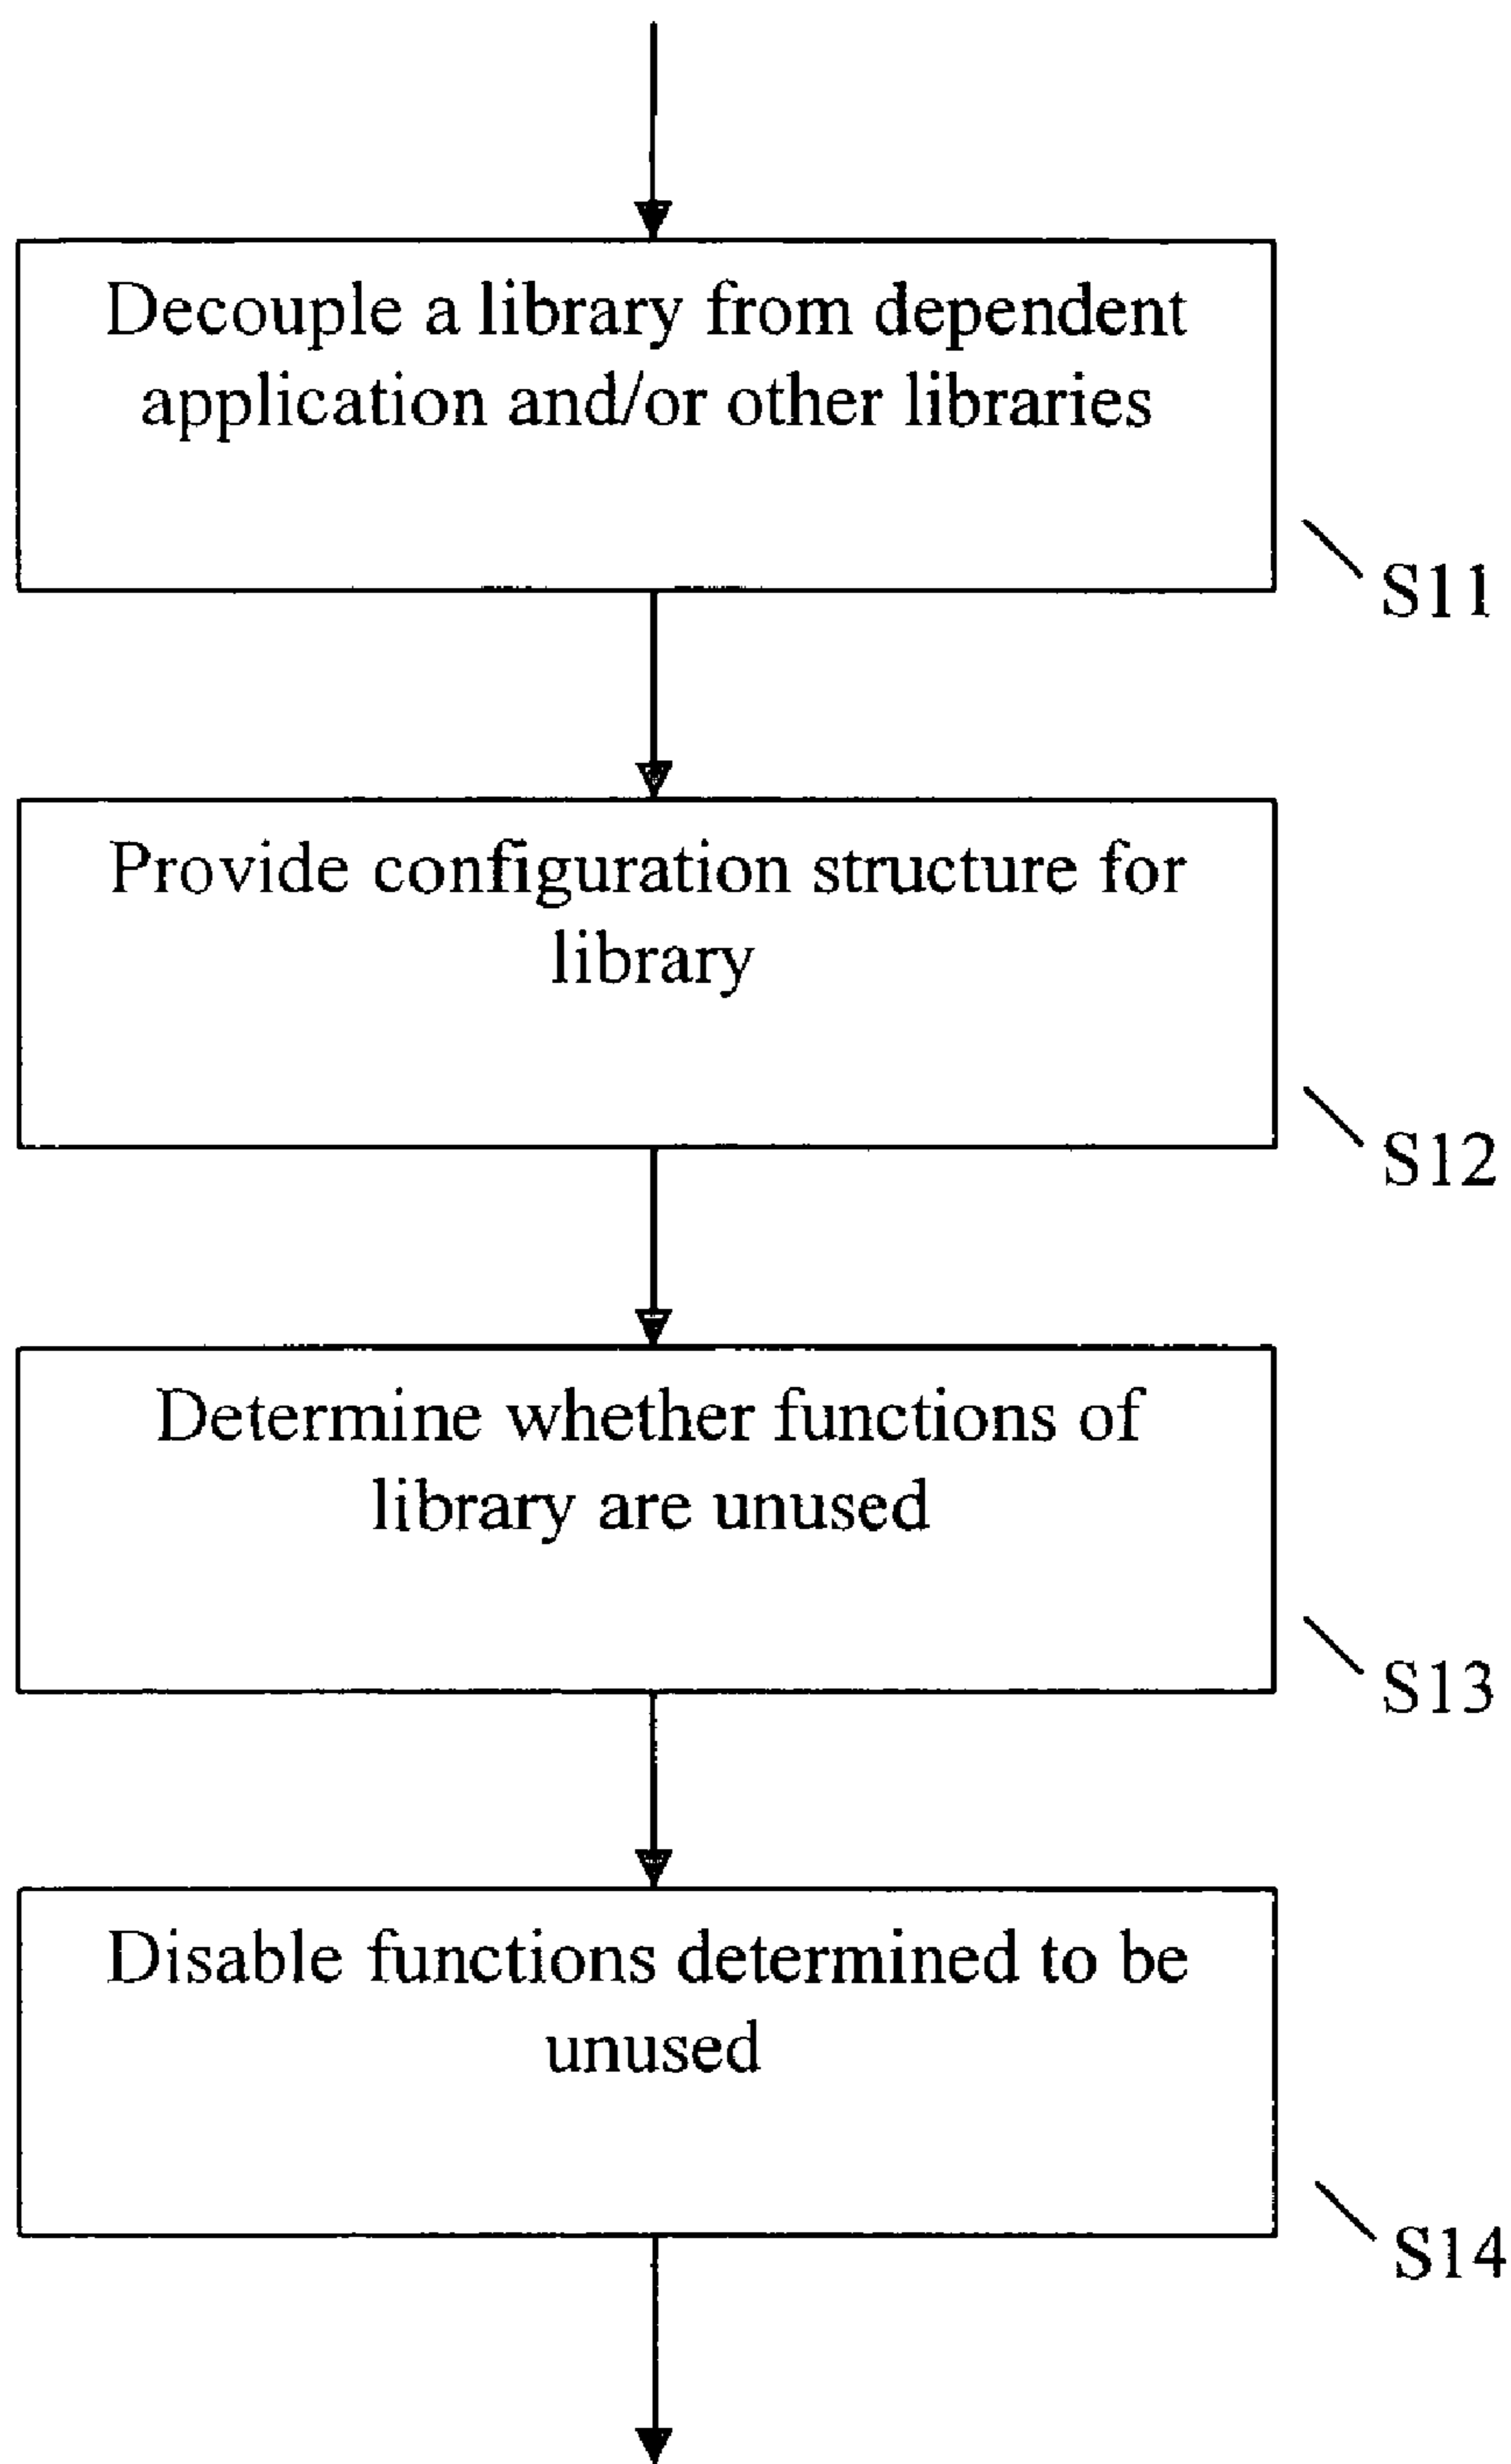 Decouple a library from dependent
application and/or other libraries
S11
Provide configuration structure for
library
S12
Determine whether functions of
library are unused
S13
Disable functions determined to be
unused
S14